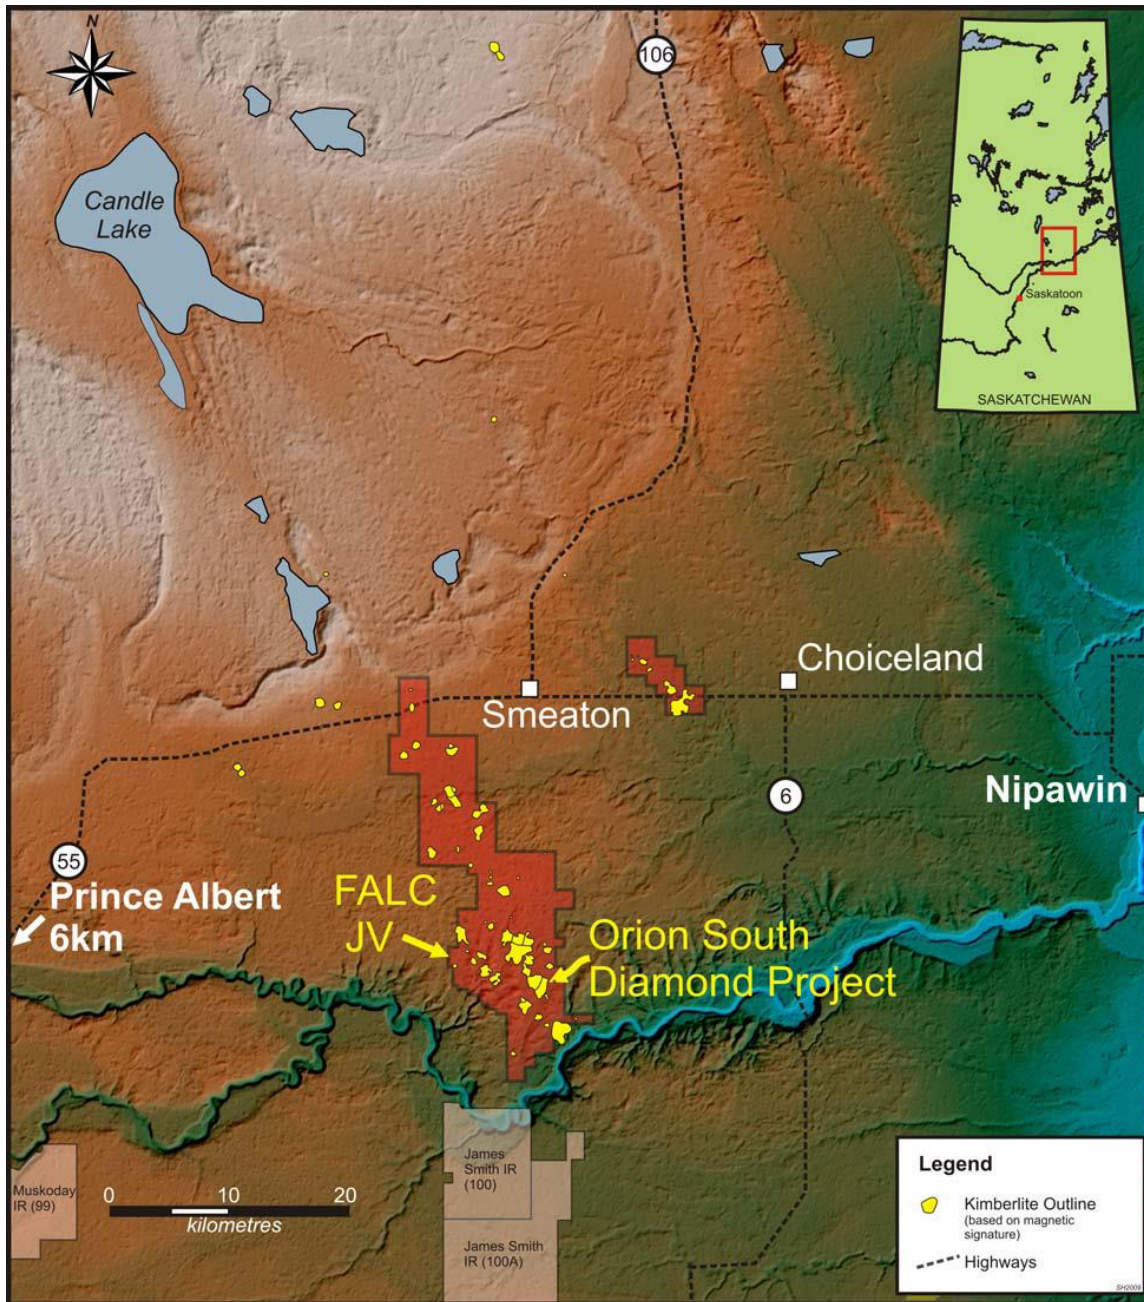 N
106
Candle
Lake
Saskatoon
SASKATCHEWAN
Choiceland
Smeaton
6
Nipawin
55
Prince Albert
6km
FALC
JV
Orion South
Diamond Project
James
Smith IR
(100)
Muskoday
IR (99)
0 10 20
kilometres
James Smith
IR (100A)
Legend
Kimberlite Outline
(based on magnetic
signature)
Highways
SH2009